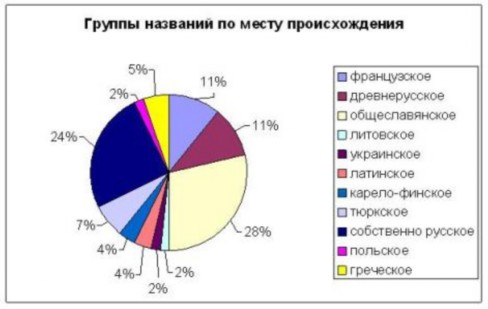 Группы названий по месту происхождения
5%
11%
2%
11%
24%
28%
7%
4%
4%
2%
2%
французское
древнерусское
общеславянское
литовское
украинское
латинское
карело-финское
тюркское
собственно русское
польское
греческое